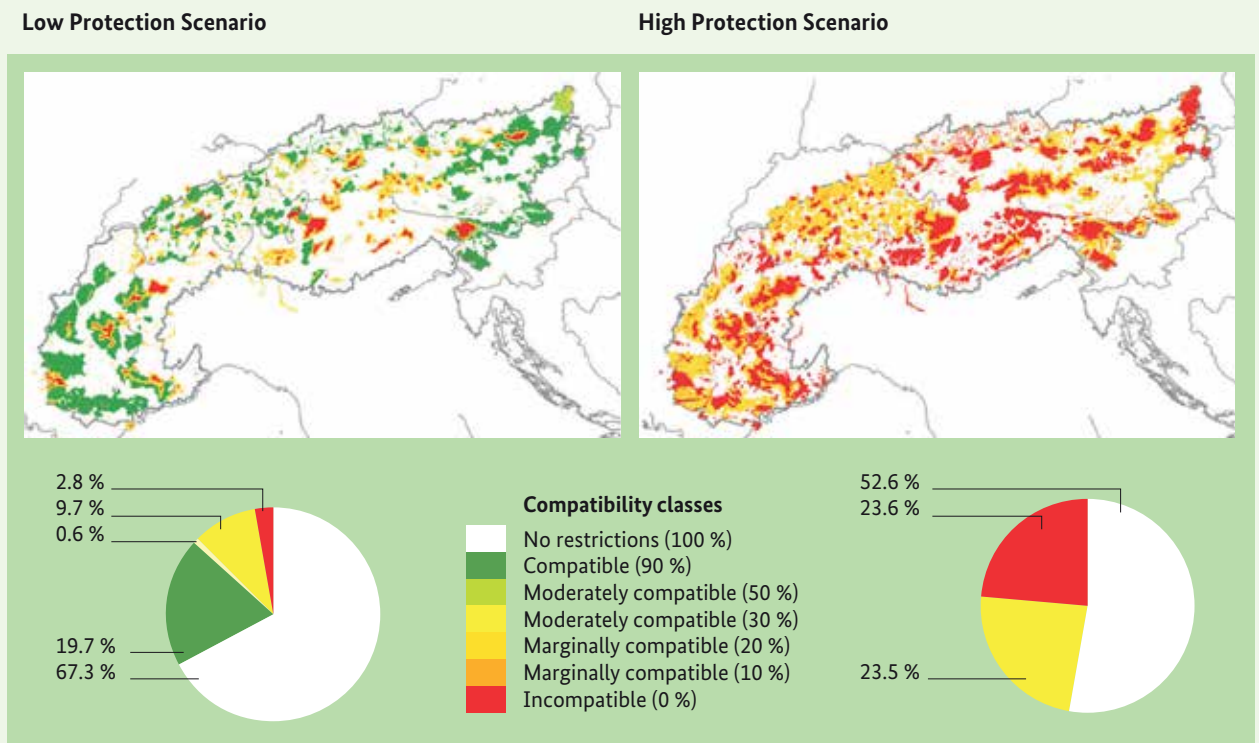 Low Protection Scenario
High Protection Scenario
2.8 %
9.7 %
0.6 %
19.7 %
67.3 %
Compatibility classes
No restrictions (100 %)
Compatible (90 %)
Moderately compatible (50 %)
Moderately compatible (30 %)
Marginally compatible (20 %)
Marginally compatible (10 %)
Incompatible (0 %)
52.6 %
23.6 %
23.5 %